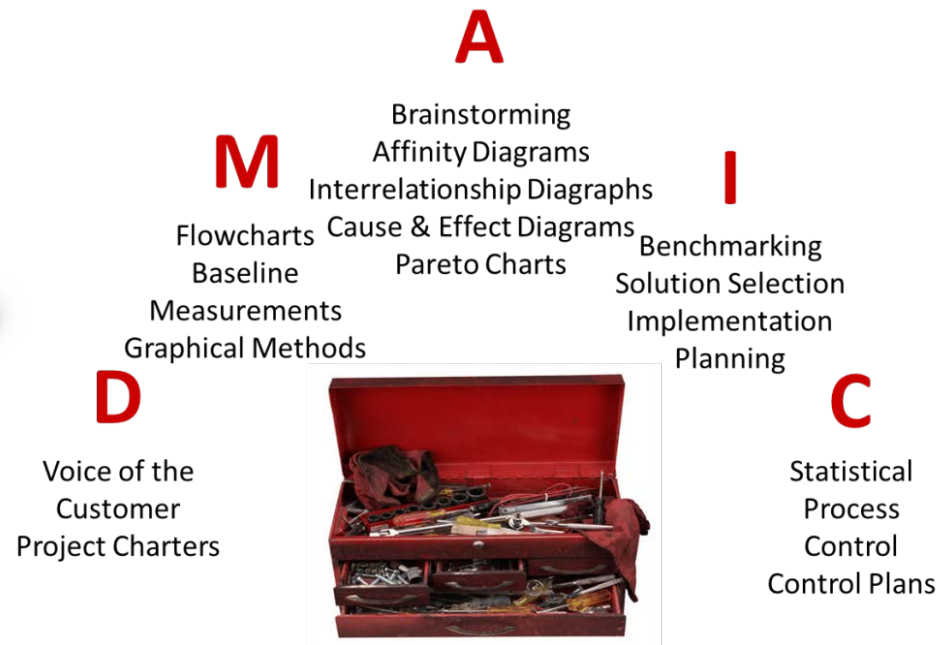 D
Voice of the
Customer
Project Charters
M
Flowcharts
Baseline
Measurements
Graphical Methods
A
Brainstorming
Affinity Diagrams
Interrelationship Diagraphs
Cause & Effect Diagrams
Pareto Charts
I
Benchmarking
Solution Selection
Implementation
Planning
C
Statistical
Process
Control
Control Plans